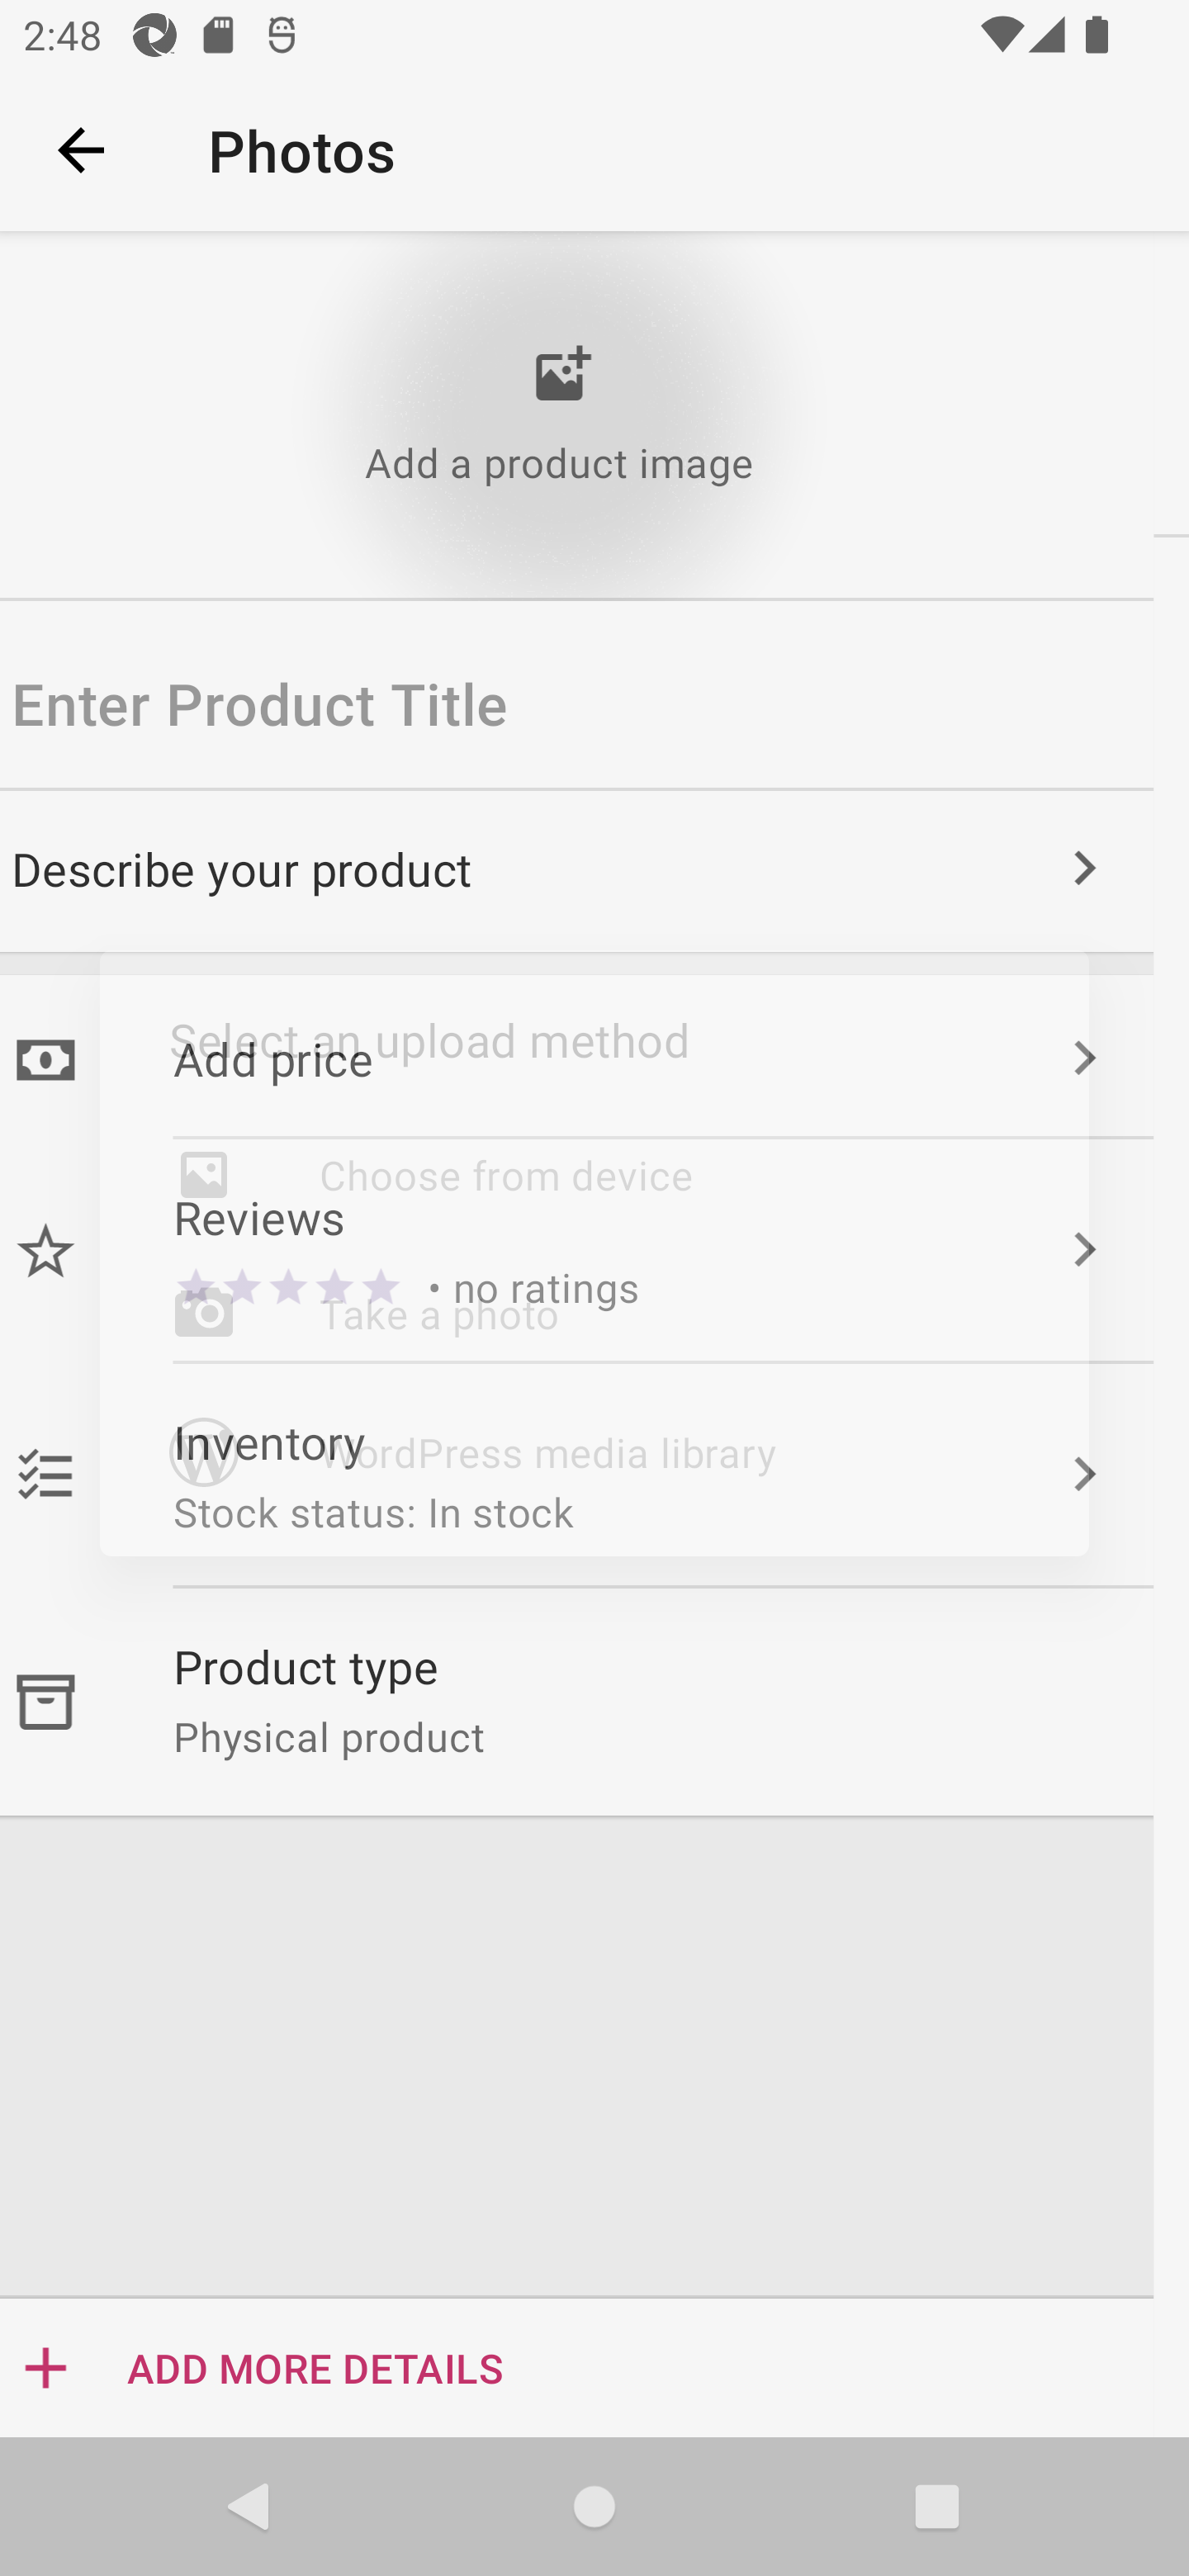 2:48
Photos
Add a product image
Enter Product Title
Describe your product
Select an upload method
Add price
Choose from device
Reviews
• no ratings
Take a photo
Inventory
WordPress media library
Stock status: In stock
Product type
Physical product
ADD MORE DETAILS